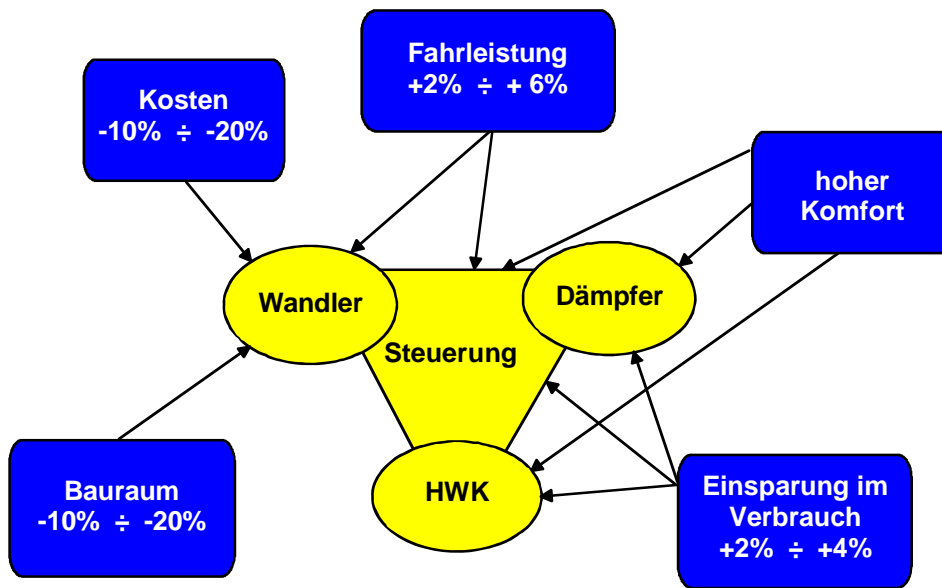 Fahrleistung
+2% ÷ + 6%
Kosten
-10% ÷ -20%
hoher
Komfort
Wandler
Dämpfer
Steuerung
HWK
Bauraum
-10% ÷ -20%
Einsparung im
Verbrauch
+2% ÷ +4%